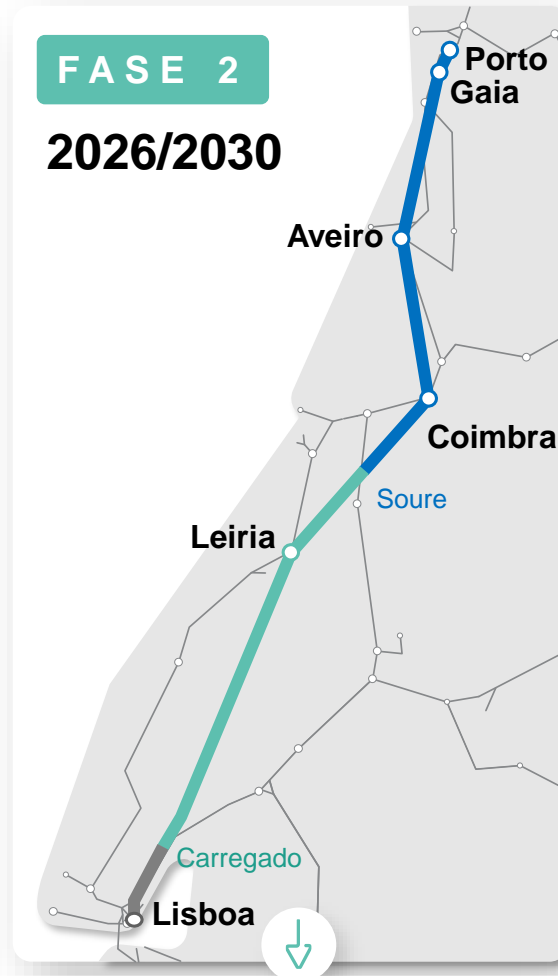 FASE 2
2026/2030
Porto
Gaia
Aveiro
Coimbra
Soure
Leiria
Carregado
Lisboa